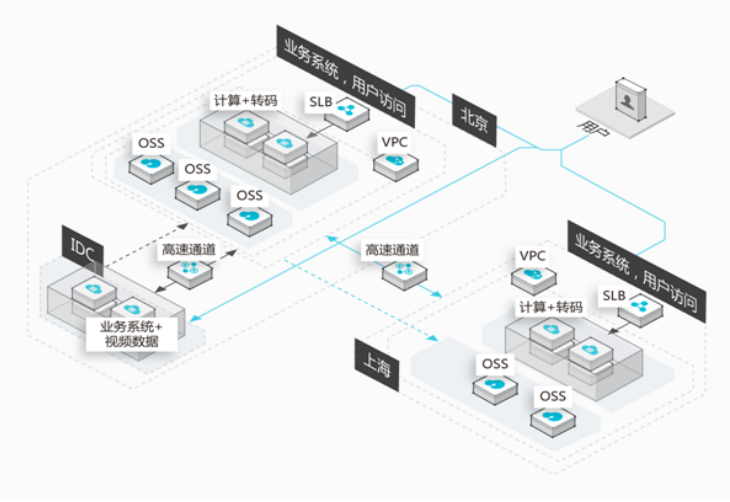 业务系统，用户访问
计算+转码
SLB
北京
用户
OSS
VPC
OSS
OSS
IDC
高速通道
高速通道
业务系统，用户访问
VPC
计算+转码
SLB
业务系统+
视频数据
上海
OSS
OSS